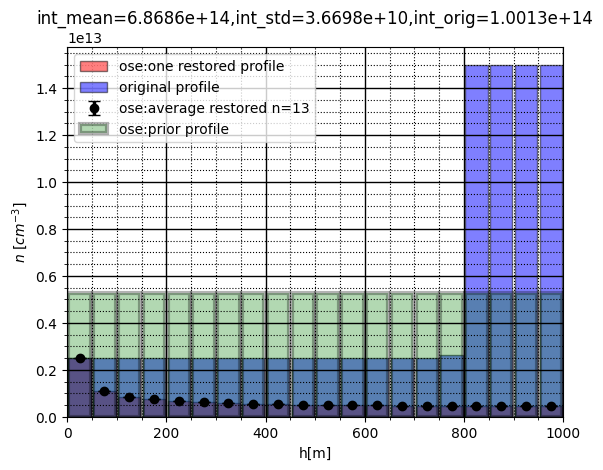 int_mean=6.8686e+14,int_std=3.6698e+10,int_orig=1.0013e+14
1e13
ose:one restored profile
original profile
ose:average restored n=13
ose:prior profile
1.4
1.2
1.0
0.8
0.6
0.4
0.2
0.0
n [cm⁻³]
0 200 400 600 800 1000
h[m]